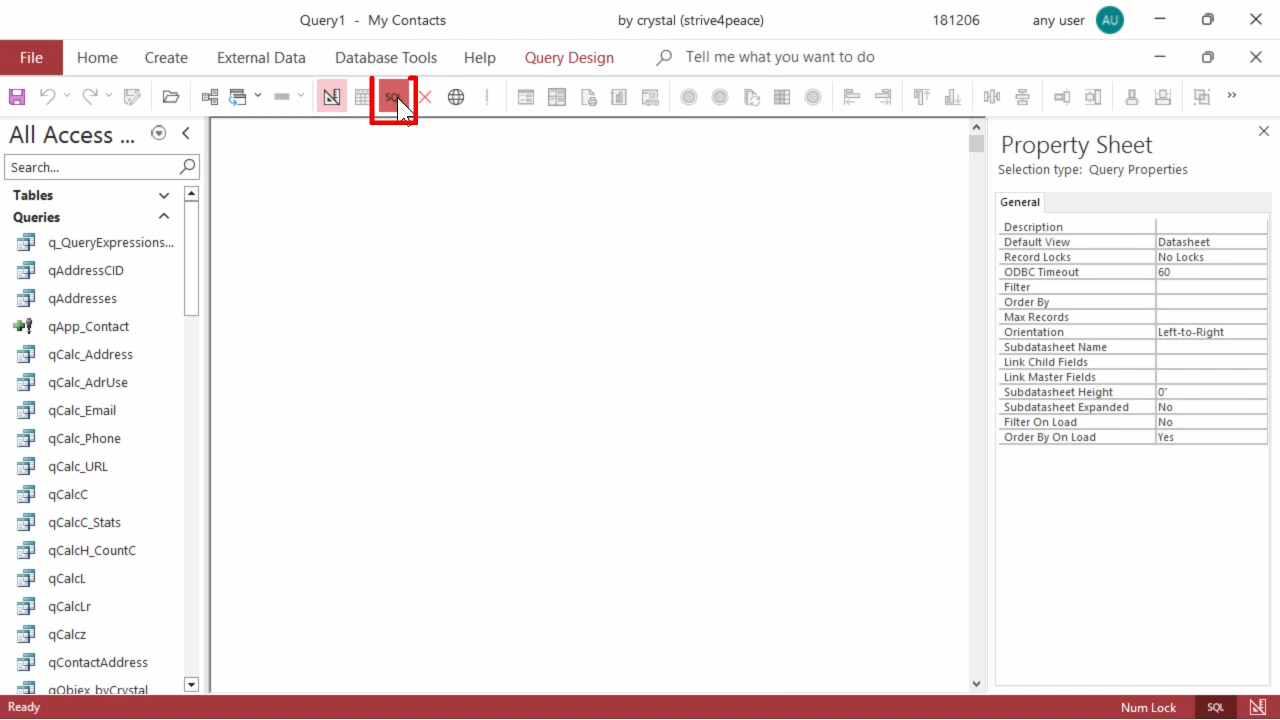 Query1 - My Contacts
by crystal (strive4peace)
181206
any user
AU
File
Home
Create
External Data
Database Tools
Help
Query Design
Tell me what you want to do
All Access ...
Search...
Tables
Queries
q_QueryExpressions...
qAddressCID
qAddresses
qApp_Contact
qCalc_Address
qCalc_AdrUse
qCalc_Email
qCalc_Phone
qCalc_URL
qCalcC
qCalcC_Stats
qCalcH_CountC
qCalcL
qCalcLr
qCalcz
qContactAddress
qObjex_byCrystal
Property Sheet
Selection type: Query Properties
General
Description
Default View Datasheet
Record Locks No Locks
ODBC Timeout 60
Filter
Order By
Max Records
Orientation Left-to-Right
Subdatasheet Name
Link Child Fields
Link Master Fields
Subdatasheet Height 0"
Subdatasheet Expanded No
Filter On Load No
Order By On Load Yes
Ready
Num Lock
SQL